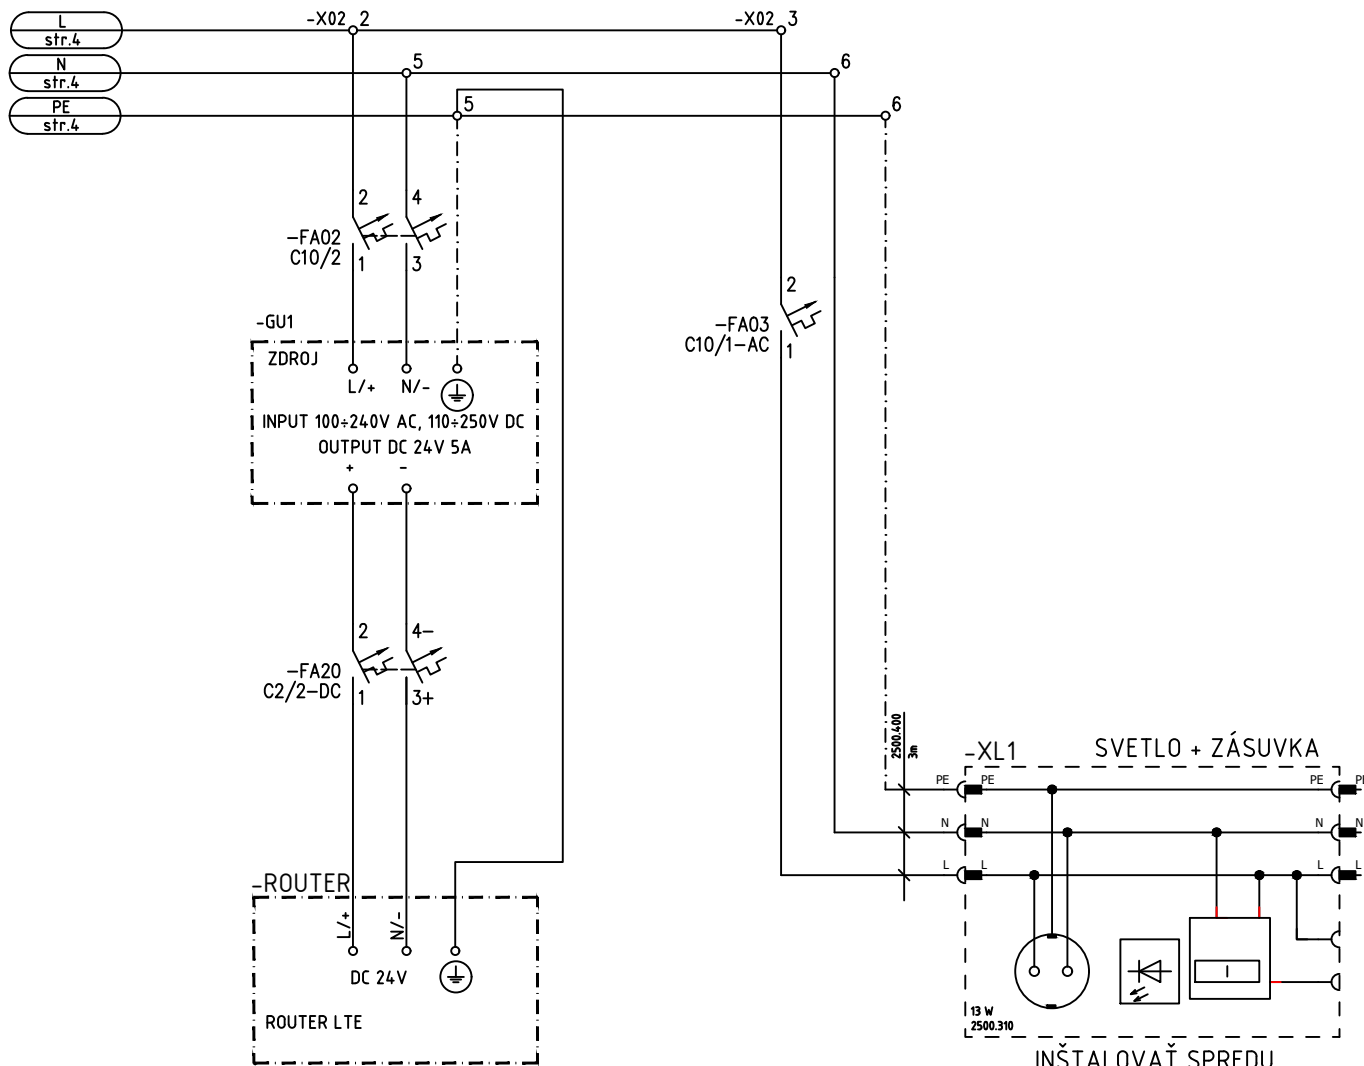 L
str.4
N
str.4
PE
str.4
-X02 2
-X02 3
5
6
5
6
2
4
-FA02
C10/2
1
3
2
-FA03
C10/1-AC
1
-GU1
ZDROJ
L/+
N/-
INPUT 100÷240V AC, 110÷250V DC
OUTPUT DC 24V 5A
+
-
2
4-
-FA20
C2/2-DC
1
3+
2500.400
3m
-XL1
SVETLO + ZÁSUVKA
PE
PE
PE
N
N
N
N
L
L
L
L
-ROUTER
L/+
N/-
DC 24V
ROUTER LTE
13 W
2500.310
INŠTALOVAŤ SPREDU